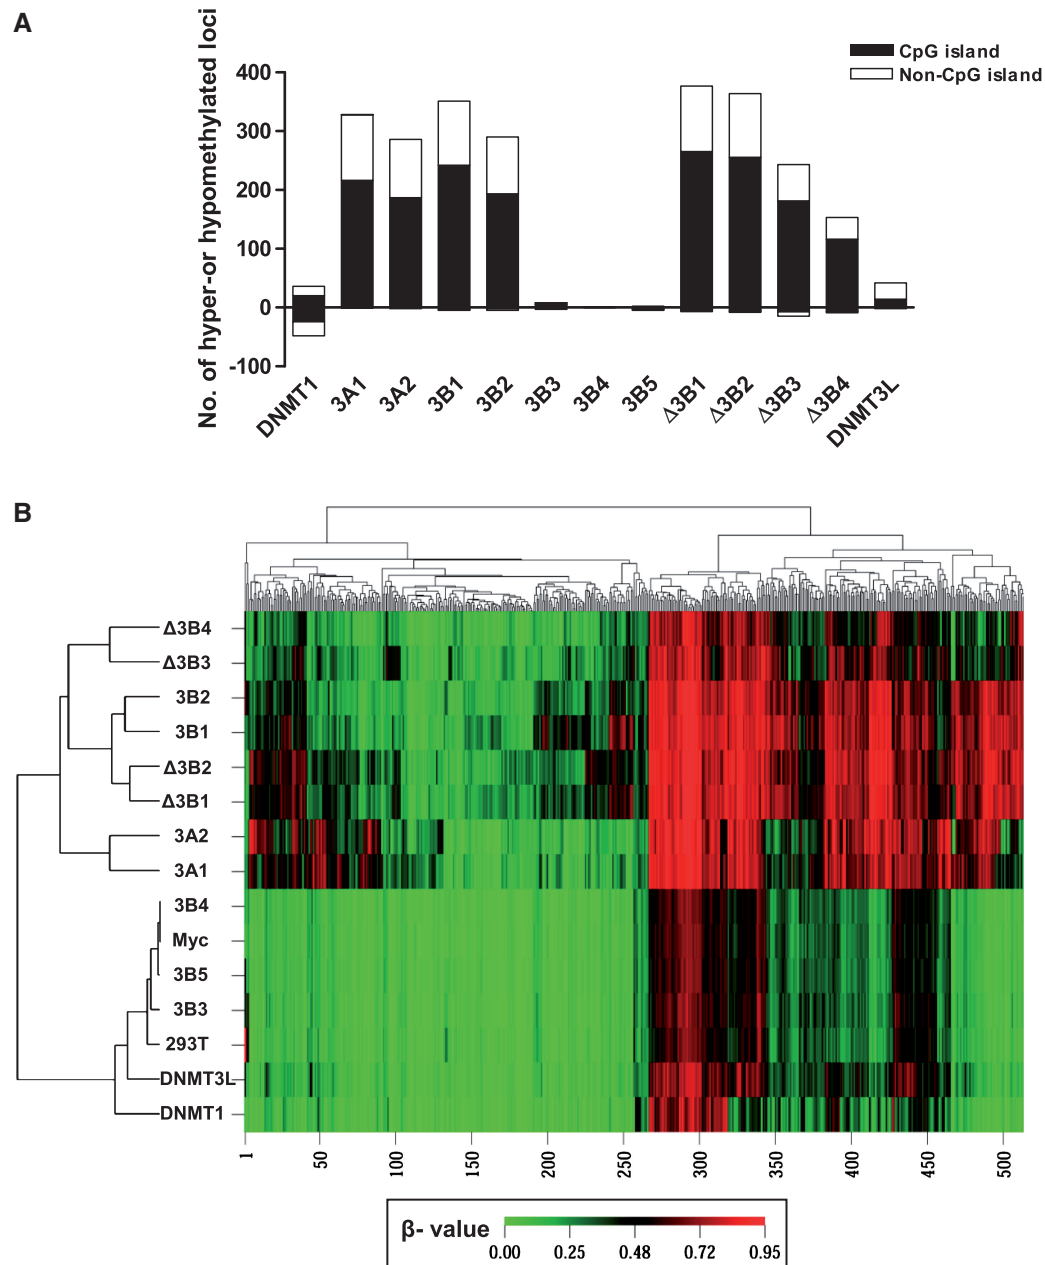 A
No. of hyper-or hypomethylated loci
CpG island
Non-CpG island
400
300
200
100
0
-100
DNMT1
3A1
3A2
3B1
3B2
3B3
3B4
3B5
Δ3B1
Δ3B2
Δ3B3
Δ3B4
DNMT3L
B
Δ3B4
Δ3B3
3B2
3B1
Δ3B2
Δ3B1
3A2
3A1
3B4
Myc
3B5
3B3
293T
DNMT3L
DNMT1
1
50
100
150
200
250
300
350
400
450
500
β- value
0.00
0.25
0.48
0.72
0.95